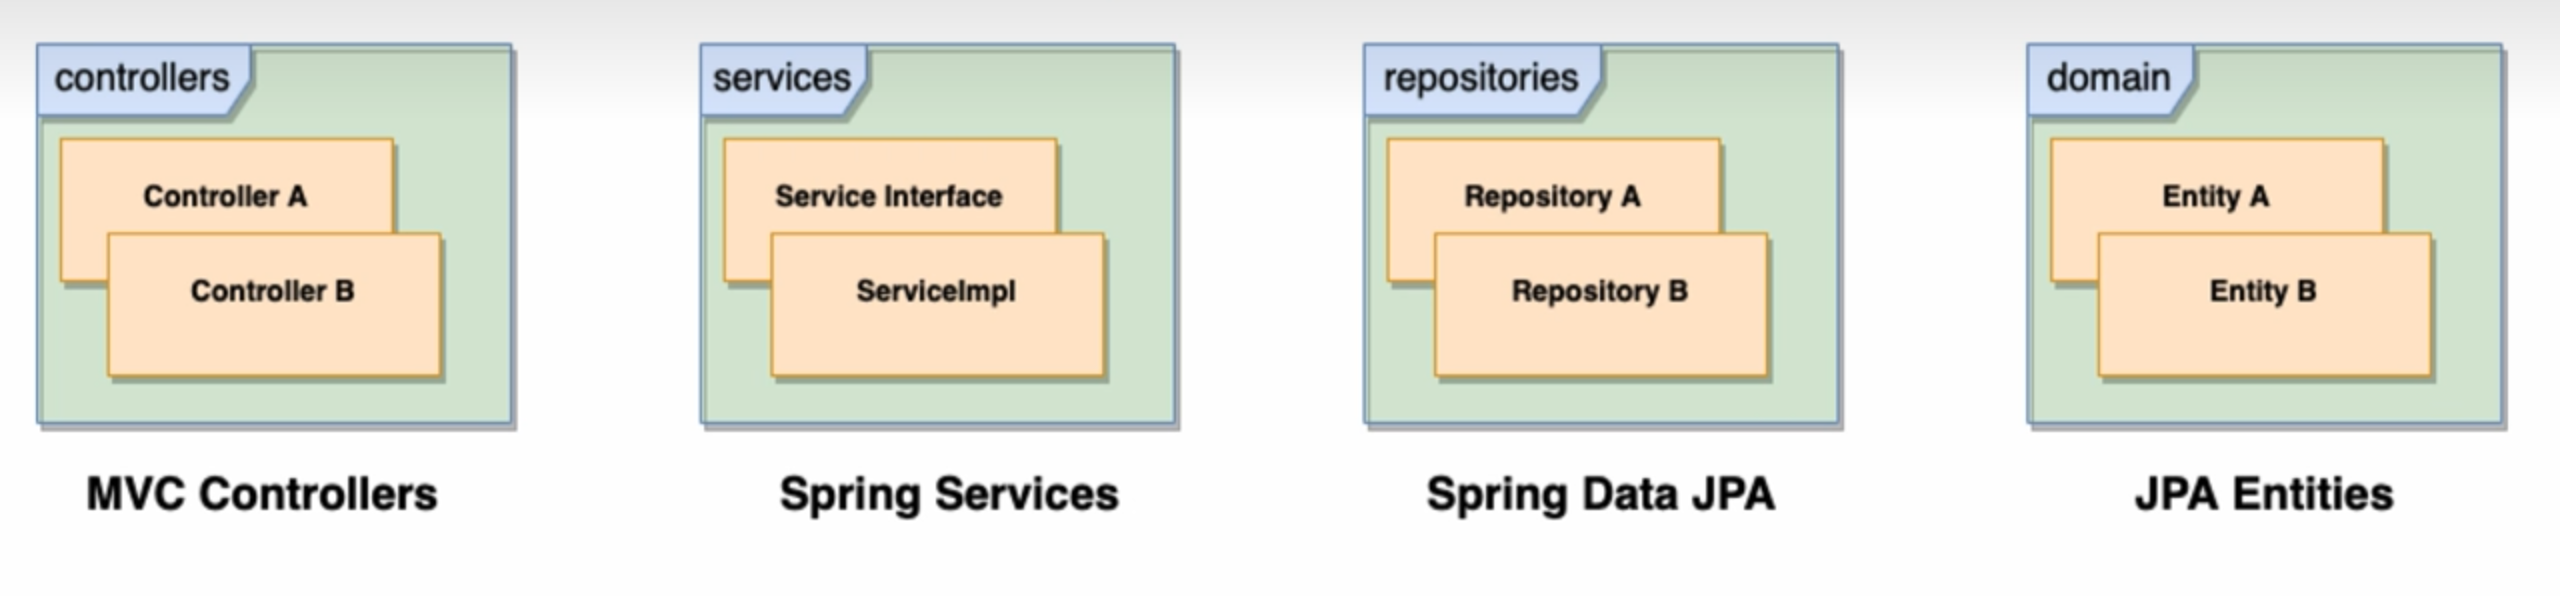 controllers
Controller A
Controller B
MVC Controllers
services
Service Interface
ServiceImpl
Spring Services
repositories
Repository A
Repository B
Spring Data JPA
domain
Entity A
Entity B
JPA Entities